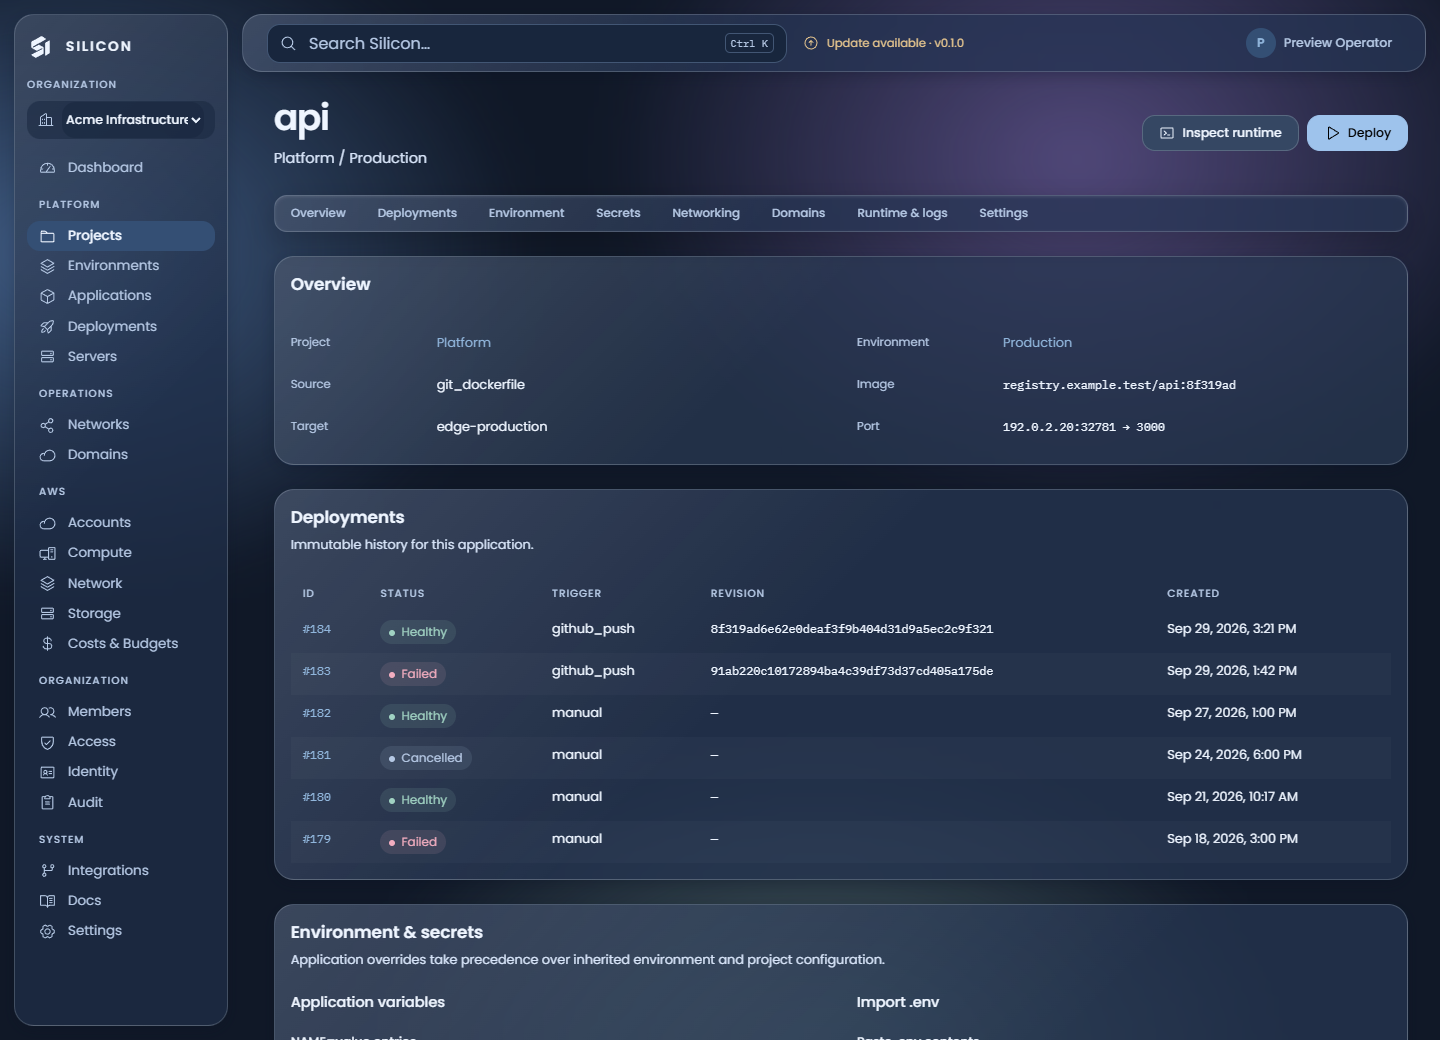 SILICON
ORGANIZATION
Acme Infrastructure
Dashboard
PLATFORM
Projects
Environments
Applications
Deployments
Servers
OPERATIONS
Networks
Domains
AWS
Accounts
Compute
Network
Storage
Costs & Budgets
ORGANIZATION
Members
Access
Identity
Audit
SYSTEM
Integrations
Docs
Settings
Search Silicon... Ctrl K
Update available · v0.1.0
P Preview Operator
api
Platform / Production
Inspect runtime Deploy
Overview Deployments Environment Secrets Networking Domains Runtime & logs Settings
Overview
Project Platform Environment Production
Source git_dockerfile Image registry.example.test/api:8f319ad
Target edge-production Port 192.0.2.20:32781 → 3000
Deployments
Immutable history for this application.
ID STATUS TRIGGER REVISION CREATED
#184 Healthy github_push 8f319ad6e62e0deaf3f9b404d31d9a5ec2c9f321 Sep 29, 2026, 3:21 PM
#183 Failed github_push 91ab220c10172894ba4c39df73d37cd405a175de Sep 29, 2026, 1:42 PM
#182 Healthy manual — Sep 27, 2026, 1:00 PM
#181 Cancelled manual — Sep 24, 2026, 6:00 PM
#180 Healthy manual — Sep 21, 2026, 10:17 AM
#179 Failed manual — Sep 18, 2026, 3:00 PM
Environment & secrets
Application overrides take precedence over inherited environment and project configuration.
Application variables Import .env
NAME=value entries Paste .env contents